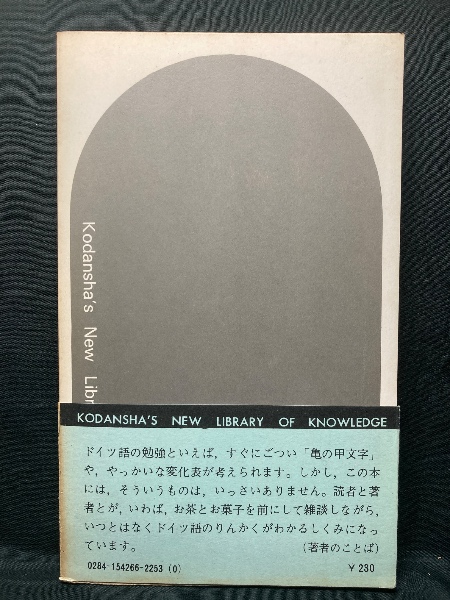 Kodansha's New Libr
KODANSHA'S NEW LIBRARY OF KNOWLEDGE
ドイツ語の勉強といえば，すぐにごつい「亀の甲文字」
や，やっかいな変化表が考えられます。しかし，この本
には，そういうものは，いっさいありません。読者と著
者とが，いわば，お茶とお菓子を前にして雑談しながら，
いつとはなくドイツ語のりんかくがわかるしくみになっ
ています。 (著者のことば)
0284-154266-2253 (0) ￥230